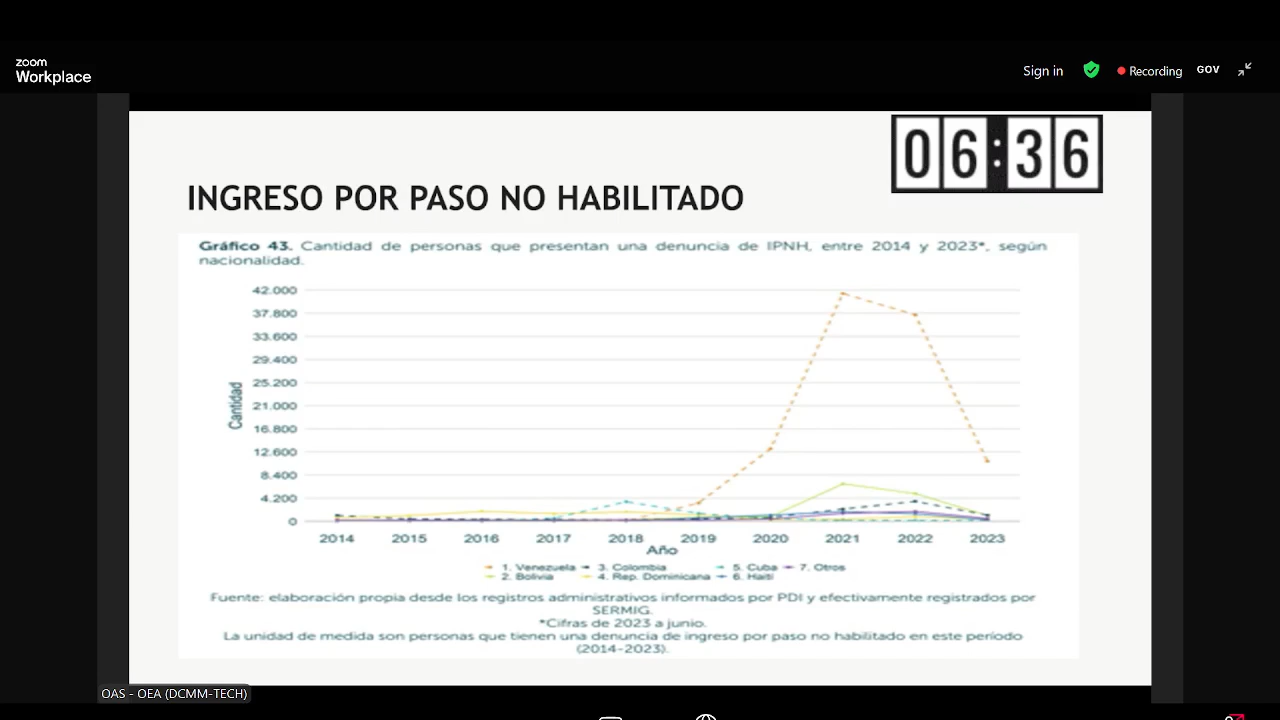 zoom
Workplace
Sign in
Recording
GOV
06:36
INGRESO POR PASO NO HABILITADO
Gráfico 43. Cantidad de personas que presentan una denuncia de IPNH, entre 2014 y 2023*, según
nacionalidad.
42.000
37.800
33.600
29.400
25.200
21.000
16.800
12.600
8.400
4.200
0
Cantidad
2014 2015 2016 2017 2018 2019 2020 2021 2022 2023
Año
1. Venezuela 3. Colombia 5. Cuba 7. Otros
2. Bolivia 4. Rep. Dominicana 6. Haití
Fuente: elaboración propia desde los registros administrativos informados por PDI y efectivamente registrados por
SERMIG.
*Cifras de 2023 a junio.
La unidad de medida son personas que tienen una denuncia de ingreso por paso no habilitado en este período
(2014-2023).
OAS - OEA (DCMM-TECH)